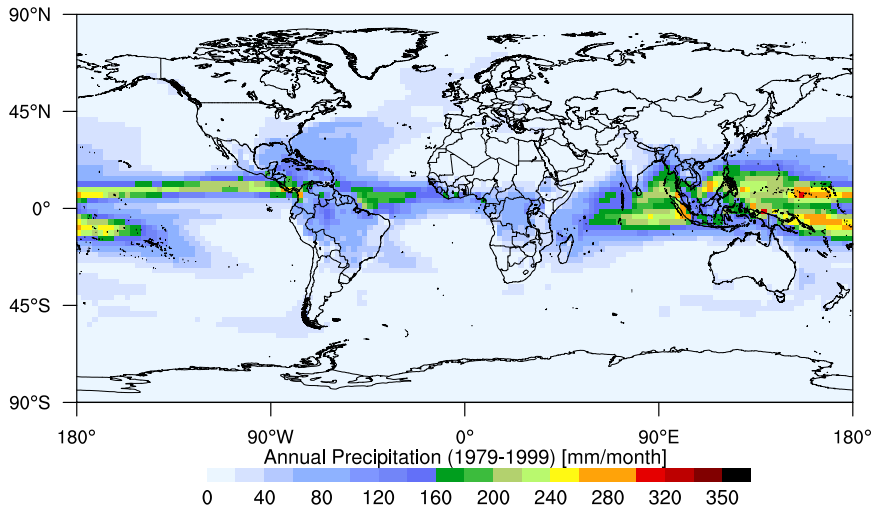 90°N
45°N
0°
45°S
90°S
180° 90°W 0° 90°E 180°
Annual Precipitation (1979-1999) [mm/month]
0 40 80 120 160 200 240 280 320 350